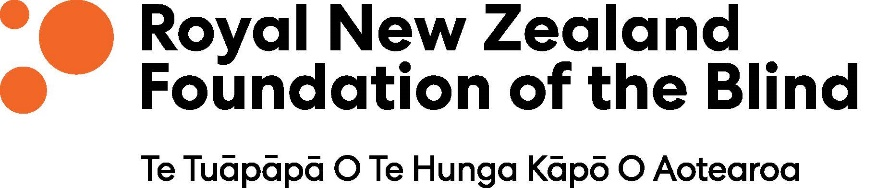 Royal New Zealand
Foundation of the Blind
Te Tuāpāpā O Te Hunga Kāpō O Aotearoa